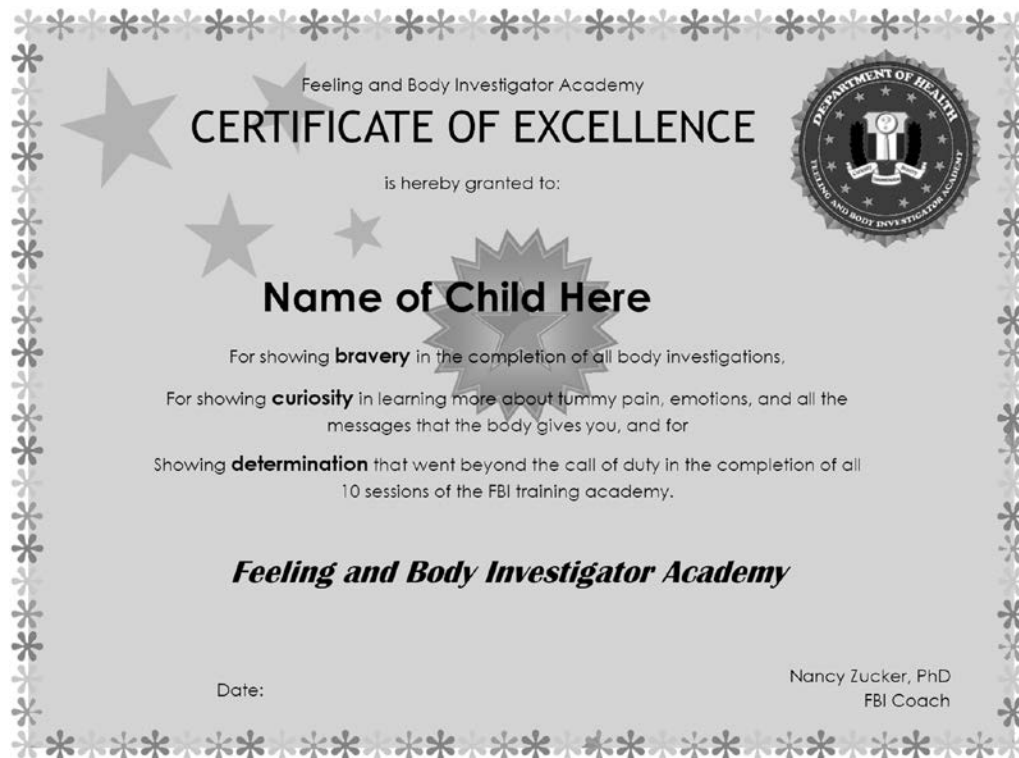 Feeling and Body Investigator Academy
CERTIFICATE OF EXCELLENCE
is hereby granted to:
DEPARTMENT OF HEALTH
FEELING AND BODY INVESTIGATOR ACADEMY
Name of Child Here
For showing bravery in the completion of all body investigations,
For showing curiosity in learning more about tummy pain, emotions, and all the
messages that the body gives you, and for
Showing determination that went beyond the call of duty in the completion of all
10 sessions of the FBI training academy.
Feeling and Body Investigator Academy
Date:
Nancy Zucker, PhD
FBI Coach